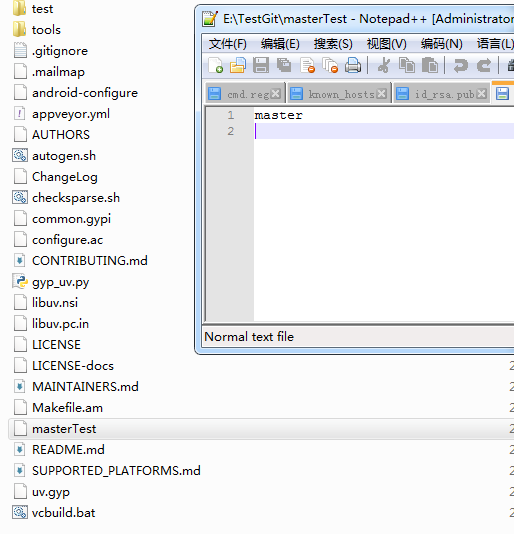 test
tools
.gitignore
.mailmap
android-configure
appveyor.yml
AUTHORS
autogen.sh
ChangeLog
checksparse.sh
common.gypi
configure.ac
CONTRIBUTING.md
gyp_uv.py
libuv.nsi
libuv.pc.in
LICENSE
LICENSE-docs
MAINTAINERS.md
Makefile.am
masterTest
README.md
SUPPORTED_PLATFORMS.md
uv.gyp
vcbuild.bat
E:\TestGit\masterTest - Notepad++ [Administrator
文件(F) 编辑(E) 搜索(S) 视图(V) 编码(N) 语言(L)
cmd.reg known_hosts id_rsa.pub
1 master
2
Normal text file